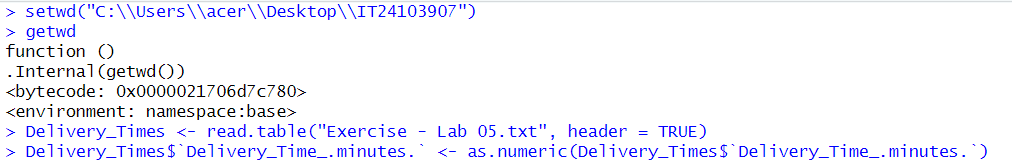 > setwd("C:\\Users\\acer\\Desktop\\IT24103907")
> getwd
function ()
.Internal(getwd())
<bytecode: 0x0000021706d7c780>
<environment: namespace:base>
> Delivery_Times <- read.table("Exercise - Lab 05.txt", header = TRUE)
> Delivery_Times$`Delivery_Time_.minutes.` <- as.numeric(Delivery_Times$`Delivery_Time_.minutes.`)